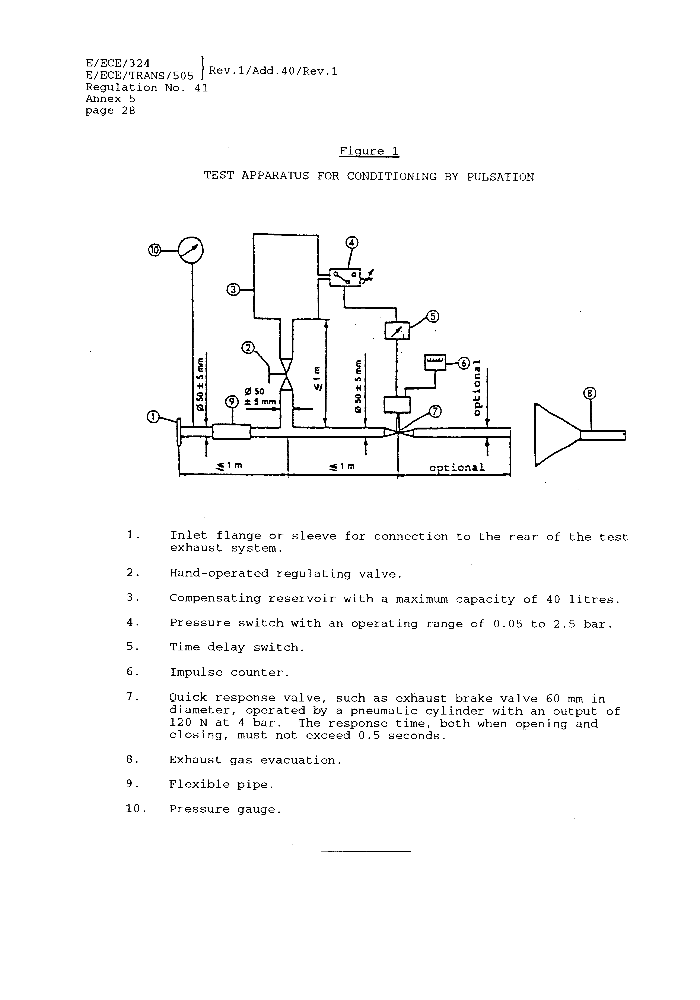 E/ECE/324
E/ECE/TRANS/505 } Rev.1/Add.40/Rev.1
Regulation No. 41
Annex 5
page 28
Figure 1
TEST APPARATUS FOR CONDITIONING BY PULSATION
10
4
3
5
2
6
optional
Ø 50 ± 5 mm
≤ 1 m
Ø 50 ± 5 mm
Ø 50
± 5 mm
9
8
7
1
≤ 1 m
≤ 1 m
optional
1. Inlet flange or sleeve for connection to the rear of the test
exhaust system.
2. Hand-operated regulating valve.
3. Compensating reservoir with a maximum capacity of 40 litres.
4. Pressure switch with an operating range of 0.05 to 2.5 bar.
5. Time delay switch.
6. Impulse counter.
7. Quick response valve, such as exhaust brake valve 60 mm in
diameter, operated by a pneumatic cylinder with an output of
120 N at 4 bar. The response time, both when opening and
closing, must not exceed 0.5 seconds.
8. Exhaust gas evacuation.
9. Flexible pipe.
10. Pressure gauge.